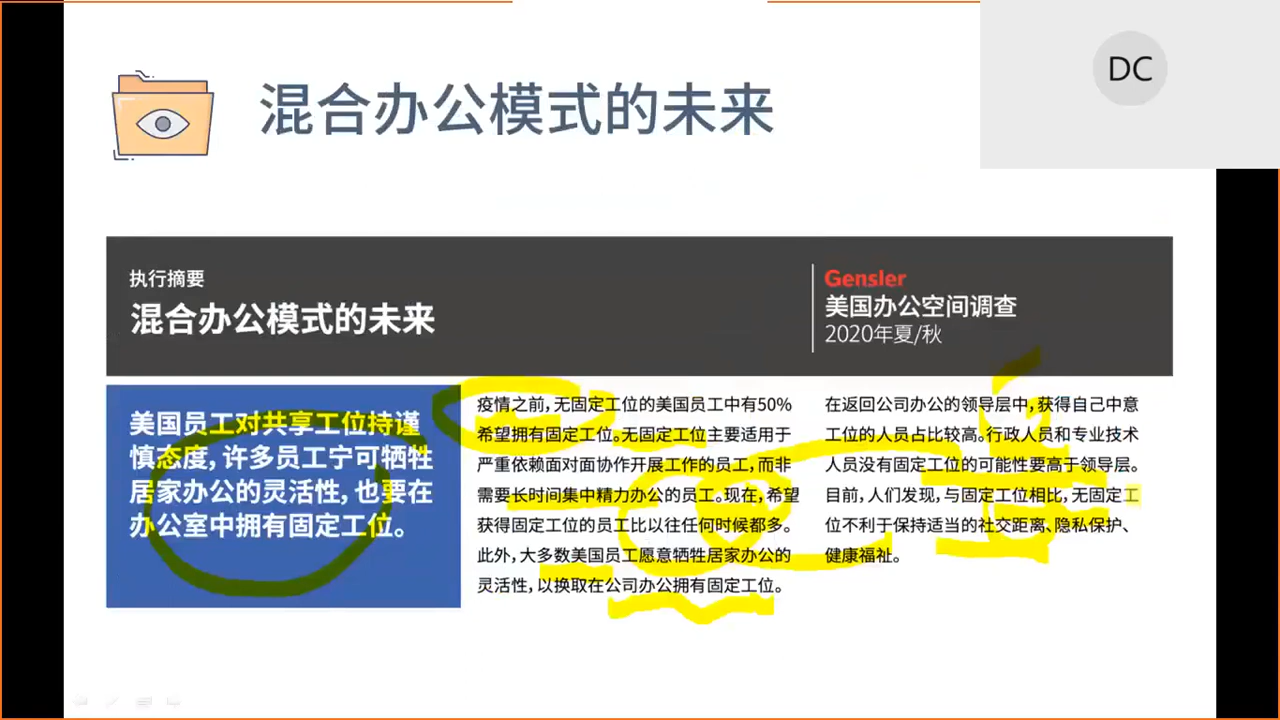 DC
混合办公模式的未来
执行摘要
混合办公模式的未来
Gensler
美国办公空间调查
2020年夏/秋
美国员工对共享工位持谨
慎态度,许多员工宁可牺牲
居家办公的灵活性,也要在
办公室中拥有固定工位。
疫情之前,无固定工位的美国员工中有50%
希望拥有固定工位。无固定工位主要适用于
严重依赖面对面协作开展工作的员工,而非
需要长时间集中精力办公的员工。现在,希望
获得固定工位的员工比以往任何时候都多。
此外,大多数美国员工愿意牺牲居家办公的
灵活性,以换取在公司办公拥有固定工位。
在返回公司办公的领导层中,获得自己中意
工位的人员占比较高。行政人员和专业技术
人员没有固定工位的可能性要高于领导层。
目前,人们发现,与固定工位相比,无固定工
位不利于保持适当的社交距离、隐私保护、
健康福祉。